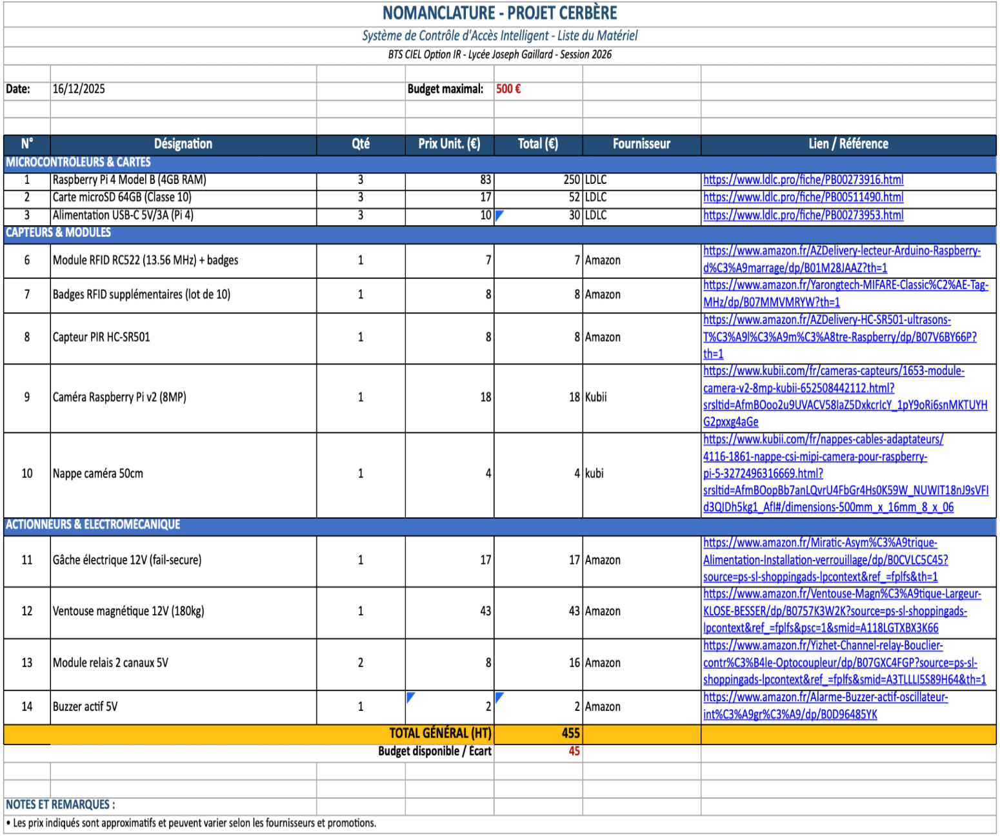 NOMANCLATURE - PROJET CERBÈRE
Système de Contrôle d'Accès Intelligent - Liste du Matériel
BTS CIEL Option IR - Lycée Joseph Gaillard - Session 2026
Date: 16/12/2025 Budget maximal: 500 €
N° Désignation Qté Prix Unit. (€) Total (€) Fournisseur Lien / Référence
MICROCONTRÔLEURS & CARTES
1 Raspberry Pi 4 Model B (4GB RAM) 3 83 250 LDLC https://www.ldlc.pro/fiche/PB00273916.html
2 Carte microSD 64GB (Classe 10) 3 17 52 LDLC https://www.ldlc.pro/fiche/PB00511490.html
3 Alimentation USB-C 5V/3A (Pi 4) 3 10 30 LDLC https://www.ldlc.pro/fiche/PB00273953.html
CAPTEURS & MODULES
6 Module RFID RC522 (13.56 MHz) + badges 1 7 7 Amazon https://www.amazon.fr/AZDelivery-lecteur-Arduino-Raspberry-
d%C3%A9marrage/dp/B01M28JAAZ?th=1
7 Badges RFID supplémentaires (lot de 10) 1 8 8 Amazon https://www.amazon.fr/Yarongtech-MIFARE-Classic%C2%AE-Tag-
MHz/dp/B07MMVMRYW?th=1
8 Capteur PIR HC-SR501 1 8 8 Amazon https://www.amazon.fr/AZDelivery-HC-SR501-ultrasons-
T%C3%A9l%C3%A9m%C3%A8tre-Raspberry/dp/B07V6BY66P?
th=1
9 Caméra Raspberry Pi v2 (8MP) 1 18 18 Kubii https://www.kubii.com/fr/cameras-capteurs/1653-module-
camera-v2-8mp-kubii-652508442112.html?
srsltid=AfmBOoo2u9UVACV58IaZ5DxkcrIcY_1pY9oRi6snMKTUYH
G2pxxg4aGe
10 Nappe caméra 50cm 1 4 4 kubi https://www.kubii.com/fr/nappes-cables-adaptateurs/
4116-1861-nappe-csi-mipi-camera-pour-raspberry-
pi-5-3272496316669.html?
srsltid=AfmBOopBb7anLQvrU4FbGr4Hs0K59W_NUWIT18nJ9sVFI
d3QIDh5kg1_Afl#/dimensions-500mm_x_16mm_8_x_06
ACTIONNEURS & ÉLECTROMÉCANIQUE
11 Gâche électrique 12V (fail-secure) 1 17 17 Amazon https://www.amazon.fr/Miratic-Asym%C3%A9trique-
Alimentation-Installation-verrouillage/dp/B0CVLC5C45?
source=ps-sl-shoppingads-lpcontext&ref_=fplfs&th=1
12 Ventouse magnétique 12V (180kg) 1 43 43 Amazon https://www.amazon.fr/Ventouse-Magn%C3%A9tique-Largeur-
KLOSE-BESSER/dp/B0757K3W2K?source=ps-sl-shoppingads-
lpcontext&ref_=fplfs&psc=1&smid=A118LGTXBX3K66
13 Module relais 2 canaux 5V 2 8 16 Amazon https://www.amazon.fr/Yizhet-Channel-relay-Bouclier-
contr%C3%B4le-Optocoupleur/dp/B07GXC4FGP?source=ps-sl-
shoppingads-lpcontext&ref_=fplfs&smid=A3TLLLI5S89H64&th=1
14 Buzzer actif 5V 1 2 2 Amazon https://www.amazon.fr/Alarme-Buzzer-actif-oscillateur-
int%C3%A9gr%C3%A9/dp/B0D96485YK
TOTAL GÉNÉRAL (HT) 455
Budget disponible / Écart 45
NOTES ET REMARQUES :
• Les prix indiqués sont approximatifs et peuvent varier selon les fournisseurs et promotions.